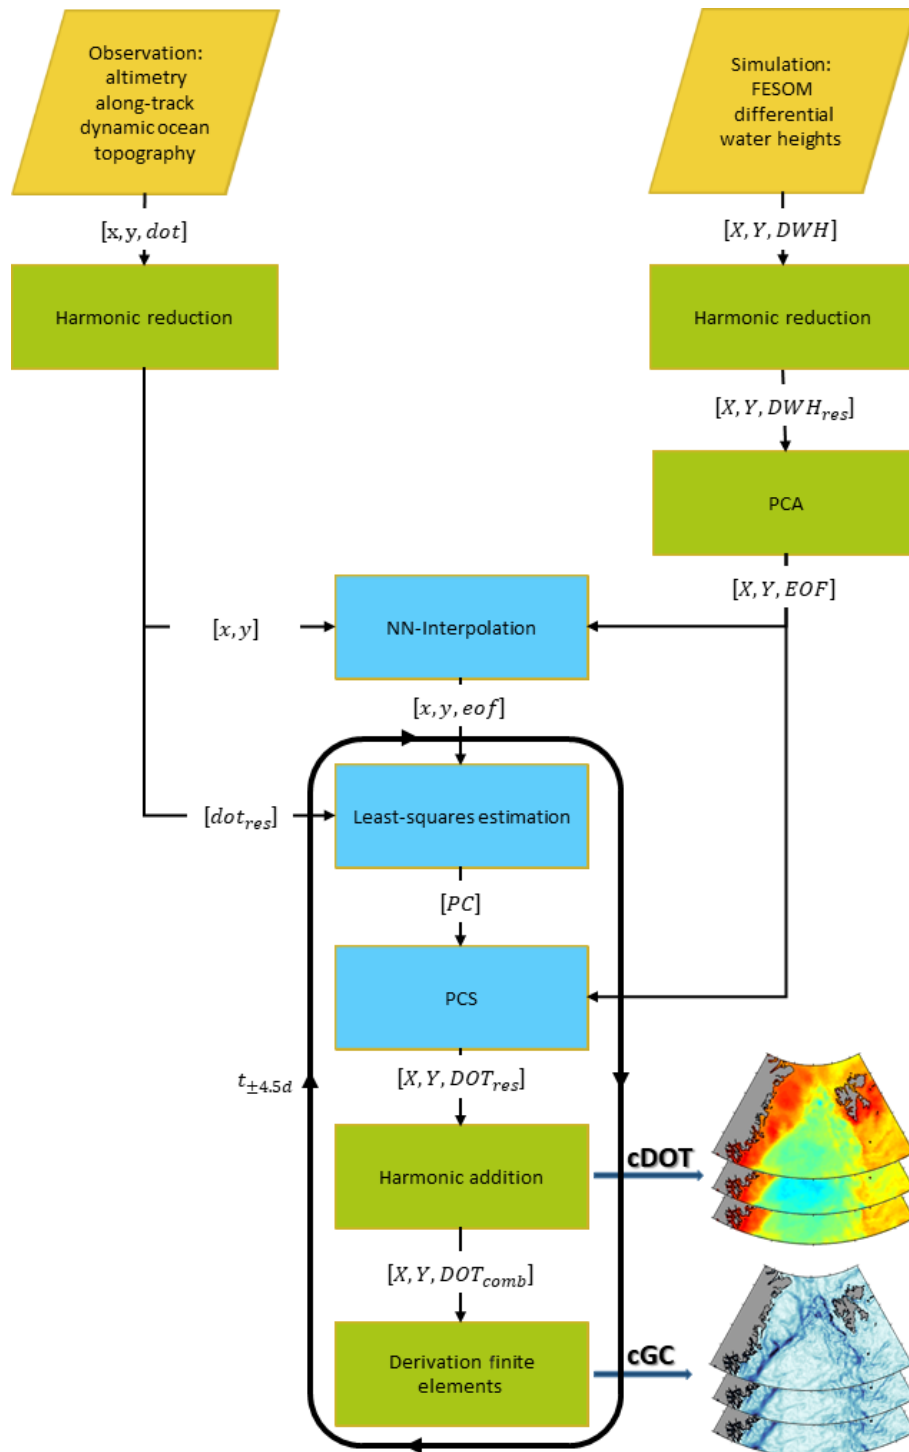 Observation:
altimetry
along-track
dynamic ocean
topography
Simulation:
FESOM
differential
water heights
[x,y,dot]
[X,Y,DWH]
Harmonic reduction
Harmonic reduction
[X,Y,DWH_res]
PCA
[X,Y,EOF]
[x,y]
NN-Interpolation
[x,y,eof]
[dot_res]
Least-squares estimation
[PC]
PCS
t_±4.5d
[X,Y,DOT_res]
Harmonic addition
cDOT
[X,Y,DOT_comb]
Derivation finite
elements
cGC